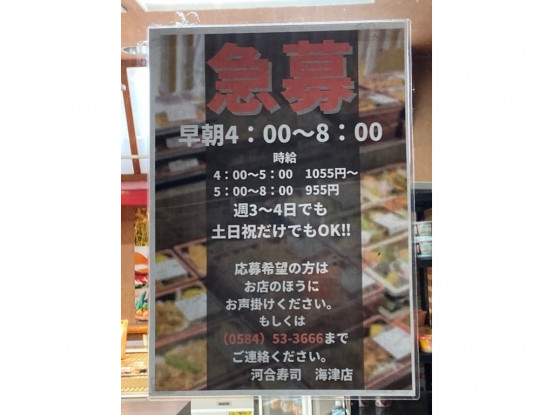 急募
早朝4：00～8：00
時給
4：00～5：00　1055円～
5：00～8：00　955円
週3～4日でも
土日祝だけでもOK!!
応募希望の方は
お店のほうに
お声掛けください。
もしくは
（0584）53-3666まで
ご連絡ください。
河合寿司　海津店